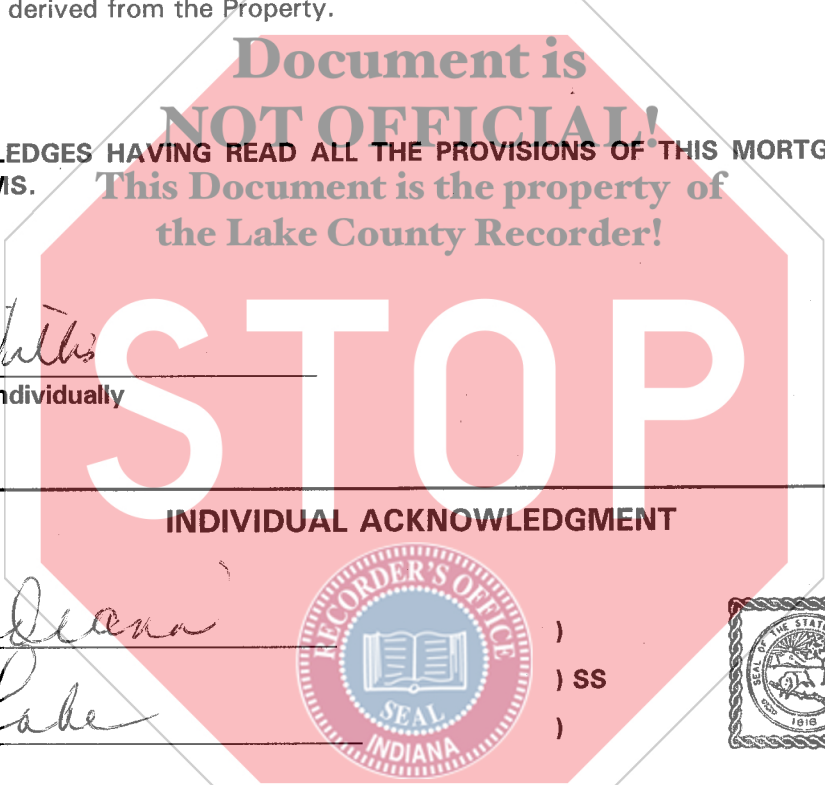 derived from the Property.
Document is
NOT OFFICIAL!
LEDGES HAVING READ ALL THE PROVISIONS OF THIS MORTG
MS.
This Document is the property of
the Lake County Recorder!
STOP
ndividually
INDIVIDUAL ACKNOWLEDGMENT
diana
)
Lake
) SS
)
RECORDER'S OFFICE
SEAL
INDIANA
SEAL OF THE STATE
1816